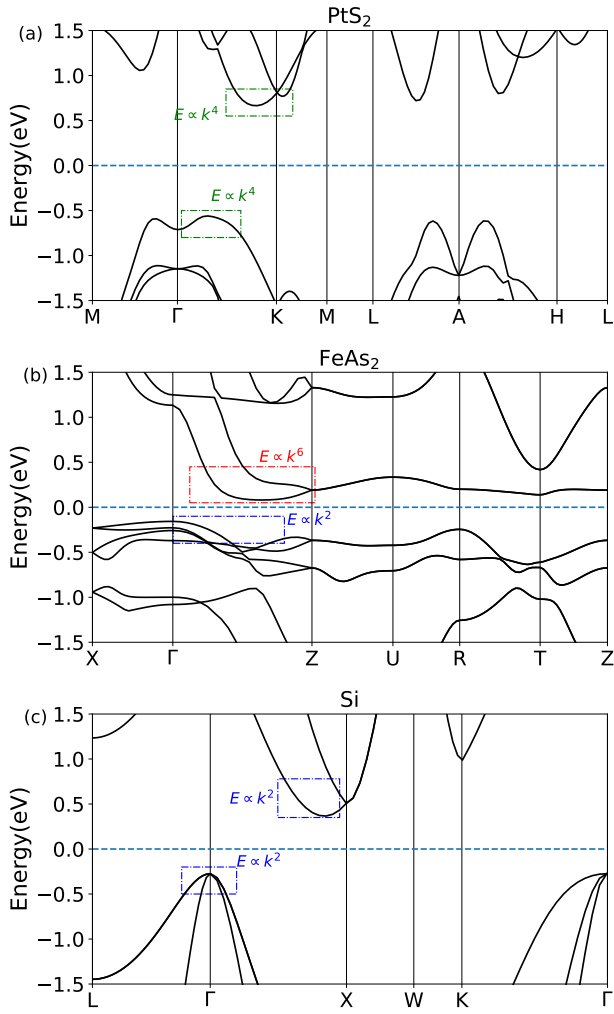 (a)
PtS₂
Energy(eV)
1.5
1.0
0.5
0.0
−0.5
−1.0
−1.5
E ∝ k⁴
E ∝ k⁴
M Γ K M L A H L
(b)
FeAs₂
Energy(eV)
1.5
1.0
0.5
0.0
−0.5
−1.0
−1.5
E ∝ k⁶
E ∝ k²
X Γ Z U R T Z
(c)
Si
Energy(eV)
1.5
1.0
0.5
0.0
−0.5
−1.0
−1.5
E ∝ k²
E ∝ k²
L Γ X W K Γ